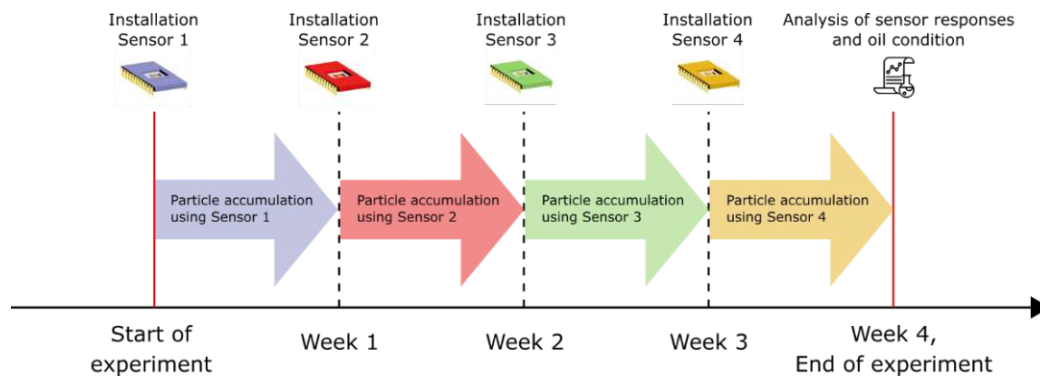 Installation
Sensor 1
Installation
Sensor 2
Installation
Sensor 3
Installation
Sensor 4
Analysis of sensor responses
and oil condition
Particle accumulation
using Sensor 1
Particle accumulation
using Sensor 2
Particle accumulation
using Sensor 3
Particle accumulation
using Sensor 4
Start of
experiment
Week 1
Week 2
Week 3
Week 4,
End of experiment